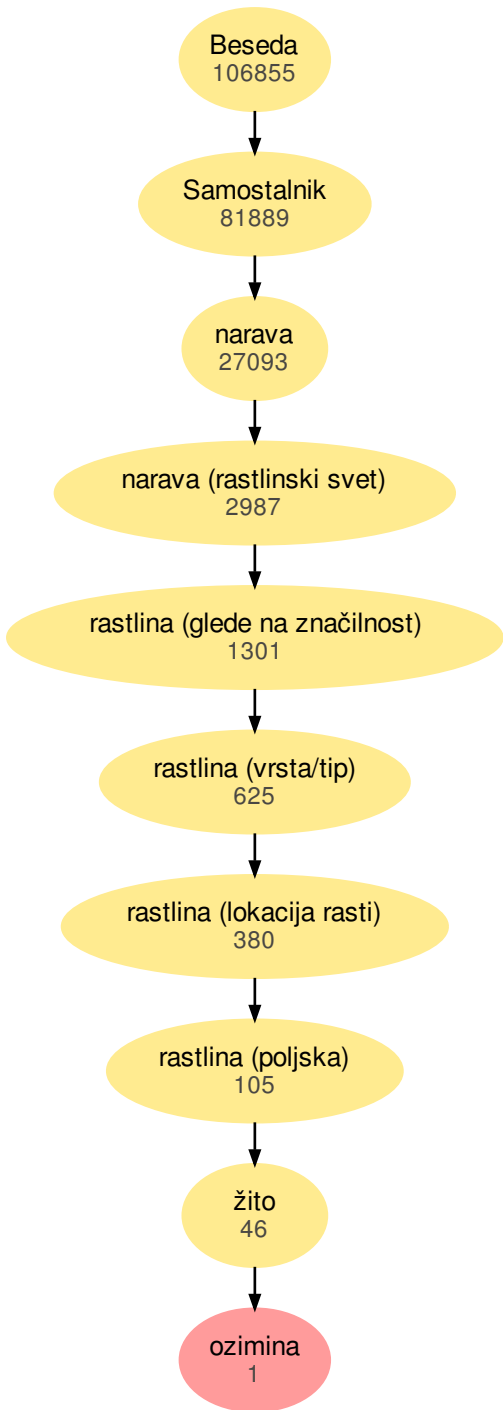 Beseda
106855
Samostalnik
81889
narava
27093
narava (rastlinski svet)
2987
rastlina (glede na značilnost)
1301
rastlina (vrsta/tip)
625
rastlina (lokacija rasti)
380
rastlina (poljska)
105
žito
46
ozimina
1